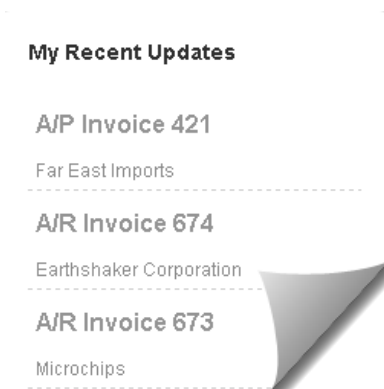 My Recent Updates
A/P Invoice 421
Far East Imports
A/R Invoice 674
Earthshaker Corporation
A/R Invoice 673
Microchips